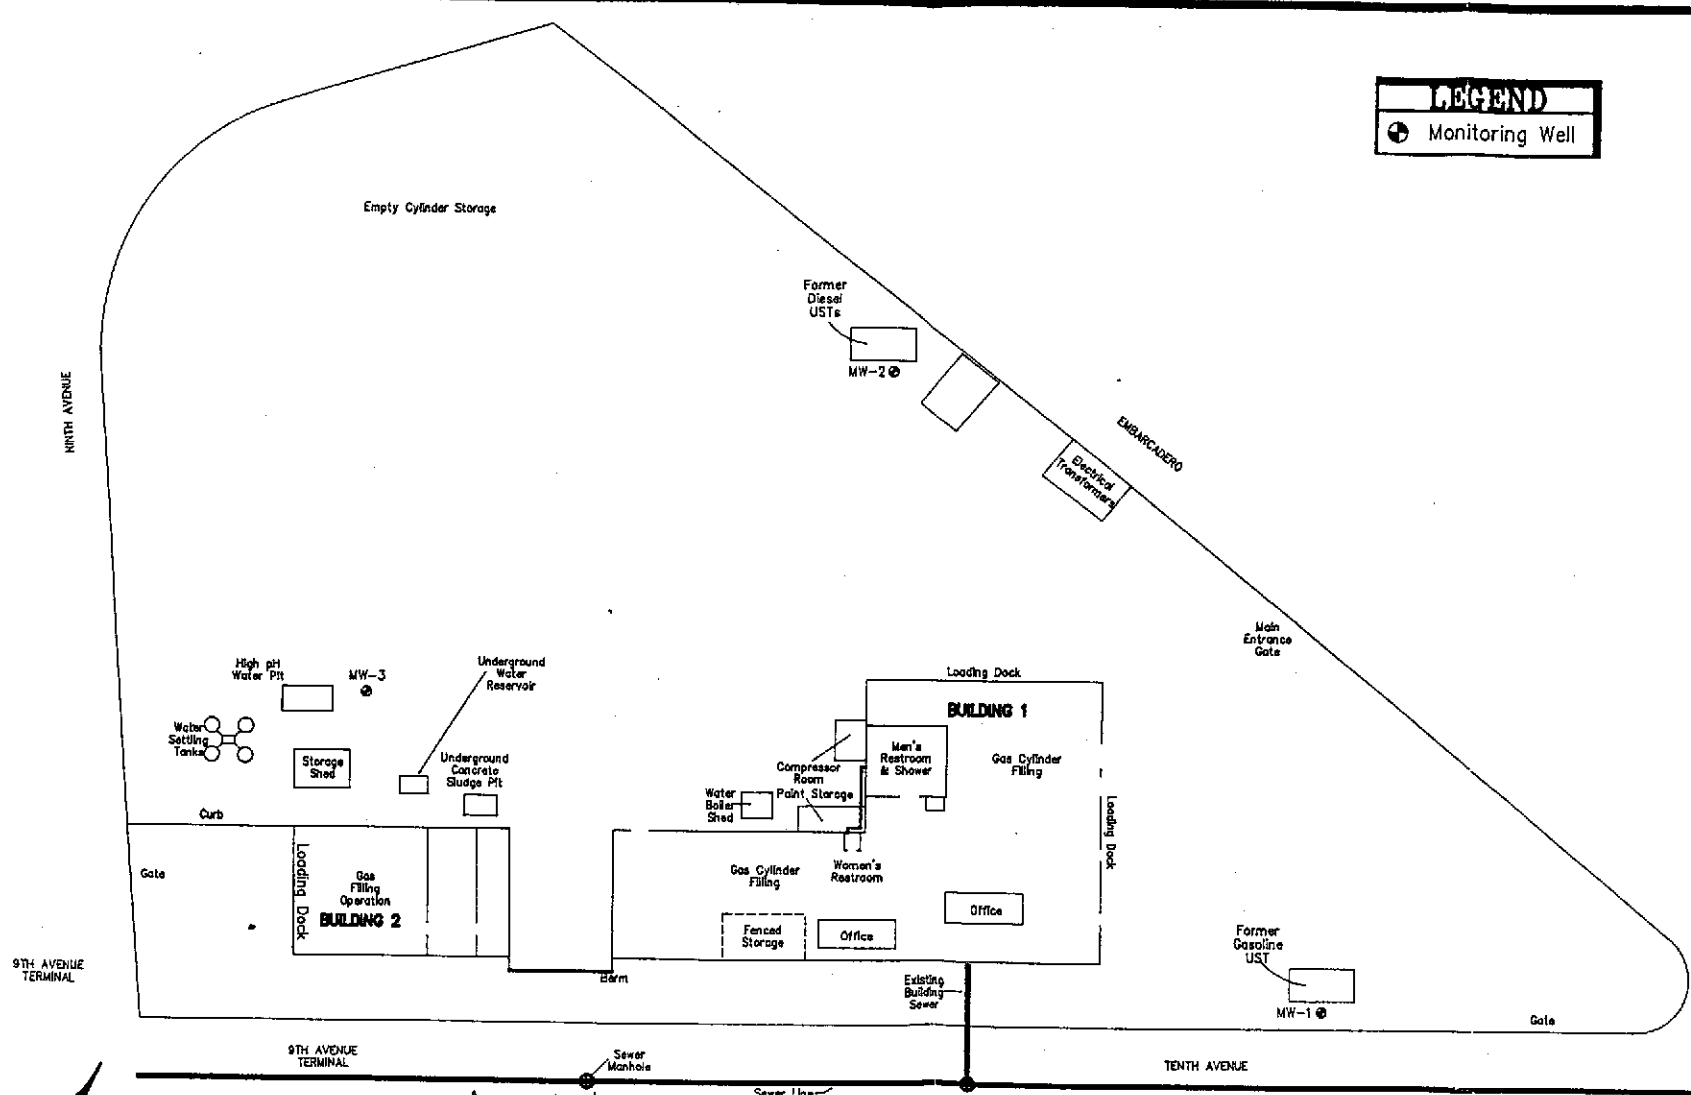 LEGEND
Monitoring Well
Empty Cylinder Storage
Former
Diesel
USTs
MW-2
NINTH AVENUE
EMBARCADERO
Electrical
Transformers
Main
Entrance
Gate
High pH
Water Pit
MW-3
Underground
Water
Reservoir
Water
Settling
Tanks
Storage
Shed
Underground
Concrete
Sludge Pit
Curb
Loading Dock
BUILDING 1
Men's
Restroom
& Shower
Gas Cylinder
Filling
Compressor
Room
Paint Storage
Water
Boiler
Shed
Loading Dock
Gate
Loading Dock
Gas
Filling
Operation
BUILDING 2
Gas Cylinder
Filling
Women's
Restroom
Office
Fenced
Storage
Office
9TH AVENUE
TERMINAL
Berm
Existing
Building
Sewer
Former
Gasoline
UST
MW-1
Gate
9TH AVENUE
TERMINAL
Sewer
Manhole
TENTH AVENUE
Sewer Line